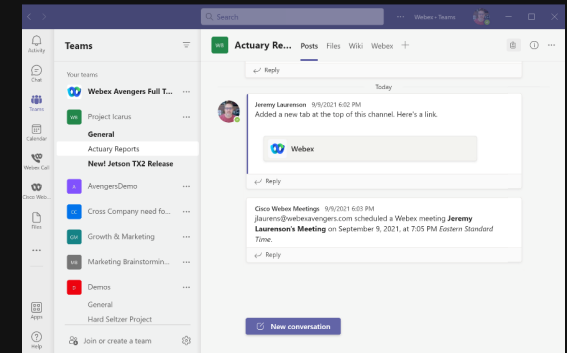 Search
Webex - Teams
Activity
Chat
Teams
Calendar
Webex Call
Cisco Web...
Files
Apps
Help
Teams
Your teams
Webex Avengers Full T...
WB
Project Icarus
General
Actuary Reports
New! Jetson TX2 Release
A
AvengersDemo
CC
Cross Company need fo...
GM
Growth & Marketing
Marketing Brainstormin...
Demos
General
Hard Seltzer Project
Join or create a team
WB
Actuary Re...
Posts
Files
Wiki
Webex
Reply
Today
Jeremy Laurenson 9/9/2021 6:02 PM
Added a new tab at the top of this channel. Here's a link.
Webex
Reply
Cisco Webex Meetings 9/9/2021 6:03 PM
jlaurens@webexavengers.com scheduled a Webex meeting Jeremy
Laurenson's Meeting on September 9, 2021, at 7:05 PM Eastern Standard
Time.
Reply
New conversation